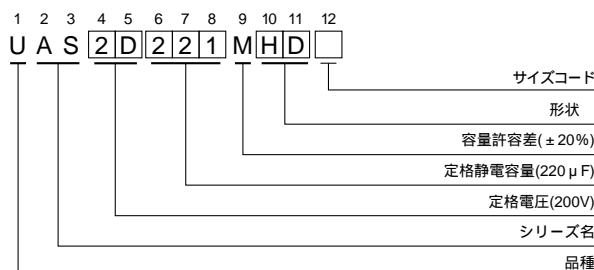 1 2 3 4 5 6 7 8 9 10 11 12
U A S 2 D 2 2 1 M H D
サイズコード
形状
容量許容差(±20%)
定格静電容量(220μF)
定格電圧(200V)
シリーズ名
品種